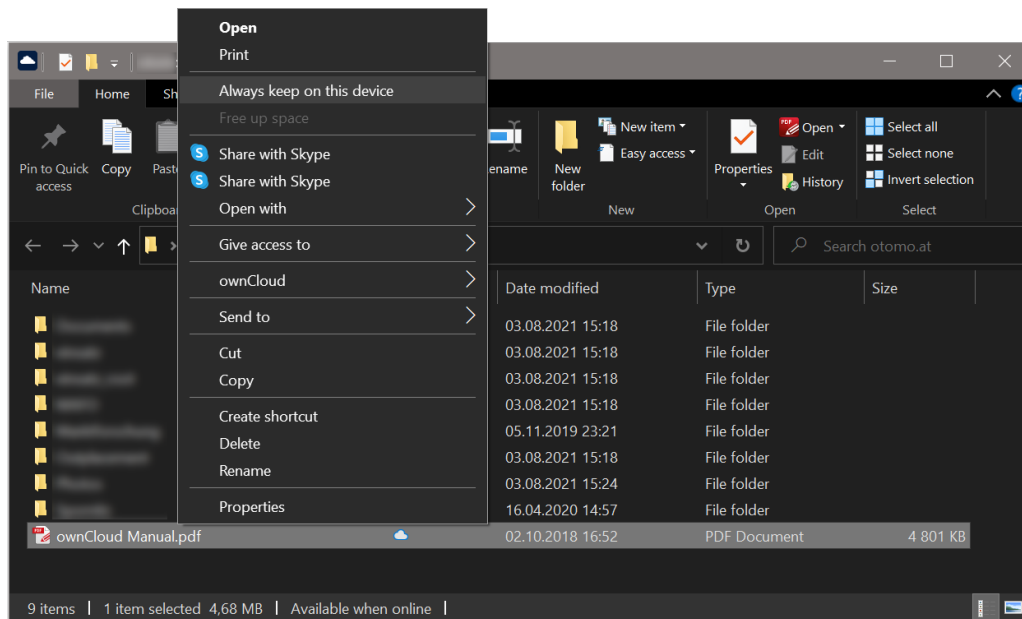 Open
Print
Always keep on this device
Free up space
Share with Skype
Share with Skype
Open with
Give access to
ownCloud
Send to
Cut
Copy
Create shortcut
Delete
Rename
Properties
File
Home
Sh
Pin to Quick access
Copy
Past
Clipboa
ename
New folder
New item
Easy access
New
Properties
Open
Edit
History
Open
Select all
Select none
Invert selection
Select
Search otomo.at
Name
Date modified
Type
Size
03.08.2021 15:18 File folder
03.08.2021 15:18 File folder
03.08.2021 15:18 File folder
03.08.2021 15:18 File folder
05.11.2019 23:21 File folder
03.08.2021 15:18 File folder
03.08.2021 15:24 File folder
16.04.2020 14:57 File folder
ownCloud Manual.pdf 02.10.2018 16:52 PDF Document 4 801 KB
9 items 1 item selected 4,68 MB Available when online